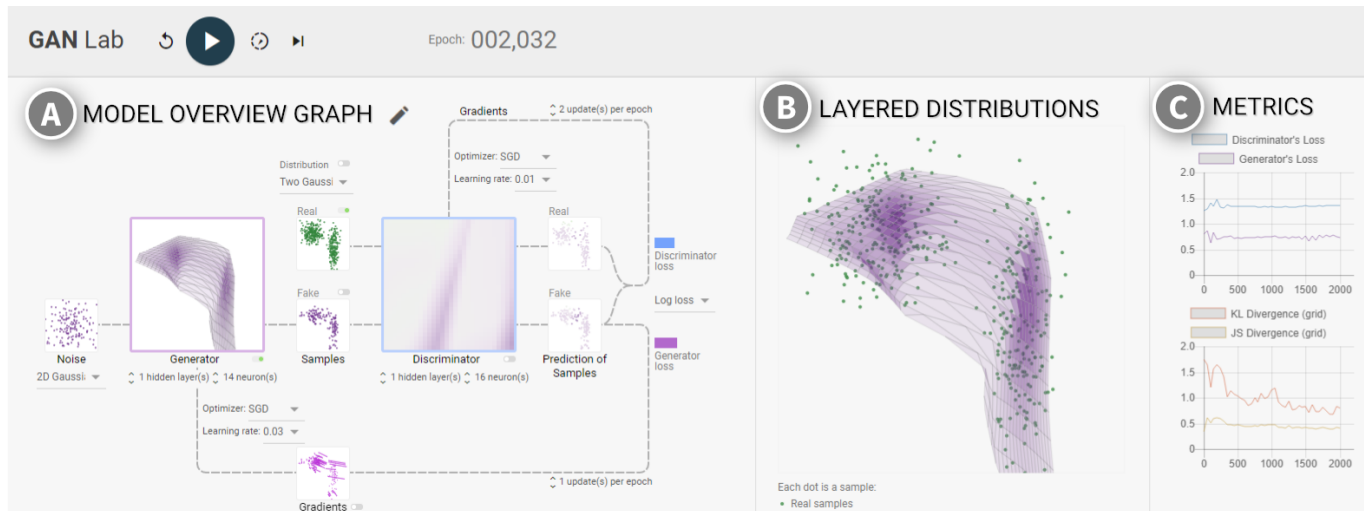 GAN Lab
Epoch: 002,032
A MODEL OVERVIEW GRAPH
Gradients
2 update(s) per epoch
Optimizer: SGD
Learning rate: 0.01
Distribution
Two Gaussi
Real
Fake
Real
Fake
Discriminator loss
Log loss
Generator loss
Noise
2D Gaussi
Generator
1 hidden layer(s) 14 neuron(s)
Samples
Discriminator
1 hidden layer(s) 16 neuron(s)
Prediction of
Samples
Optimizer: SGD
Learning rate: 0.03
Gradients
1 update(s) per epoch
B LAYERED DISTRIBUTIONS
Each dot is a sample:
Real samples
C METRICS
Discriminator's Loss
Generator's Loss
2.0
1.5
1.0
0.5
0
0 500 1000 1500 2000
KL Divergence (grid)
JS Divergence (grid)
2.0
1.5
1.0
0.5
0
0 500 1000 1500 2000